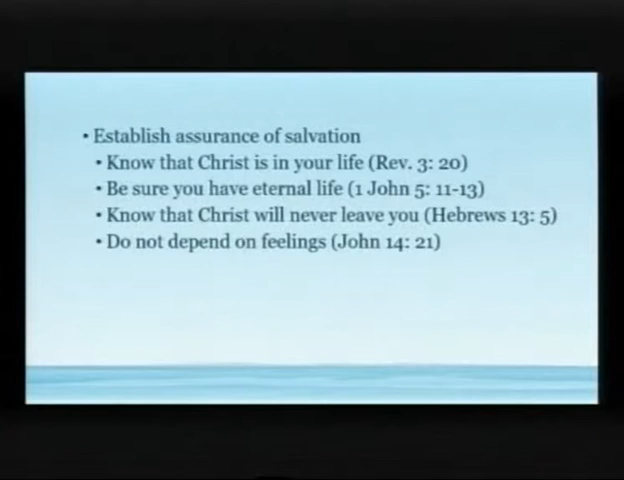 • Establish assurance of salvation
• Know that Christ is in your life (Rev. 3: 20)
• Be sure you have eternal life (1 John 5: 11-13)
• Know that Christ will never leave you (Hebrews 13: 5)
• Do not depend on feelings (John 14: 21)